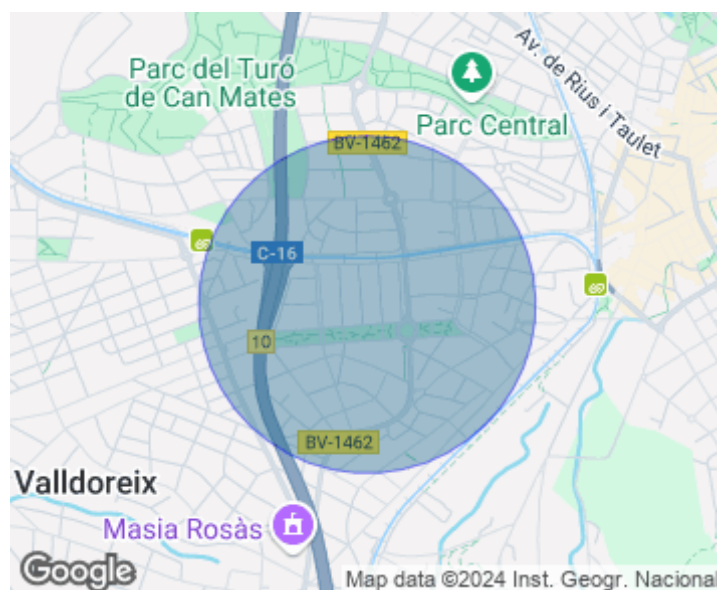 Parc del Turó
de Can Mates
Av. de Rius i Taulet
Parc Central
BV-1462
C-16
10
BV-1462
Valldoreix
Masia Rosàs
Google
Map data ©2024 Inst. Geogr. Nacional